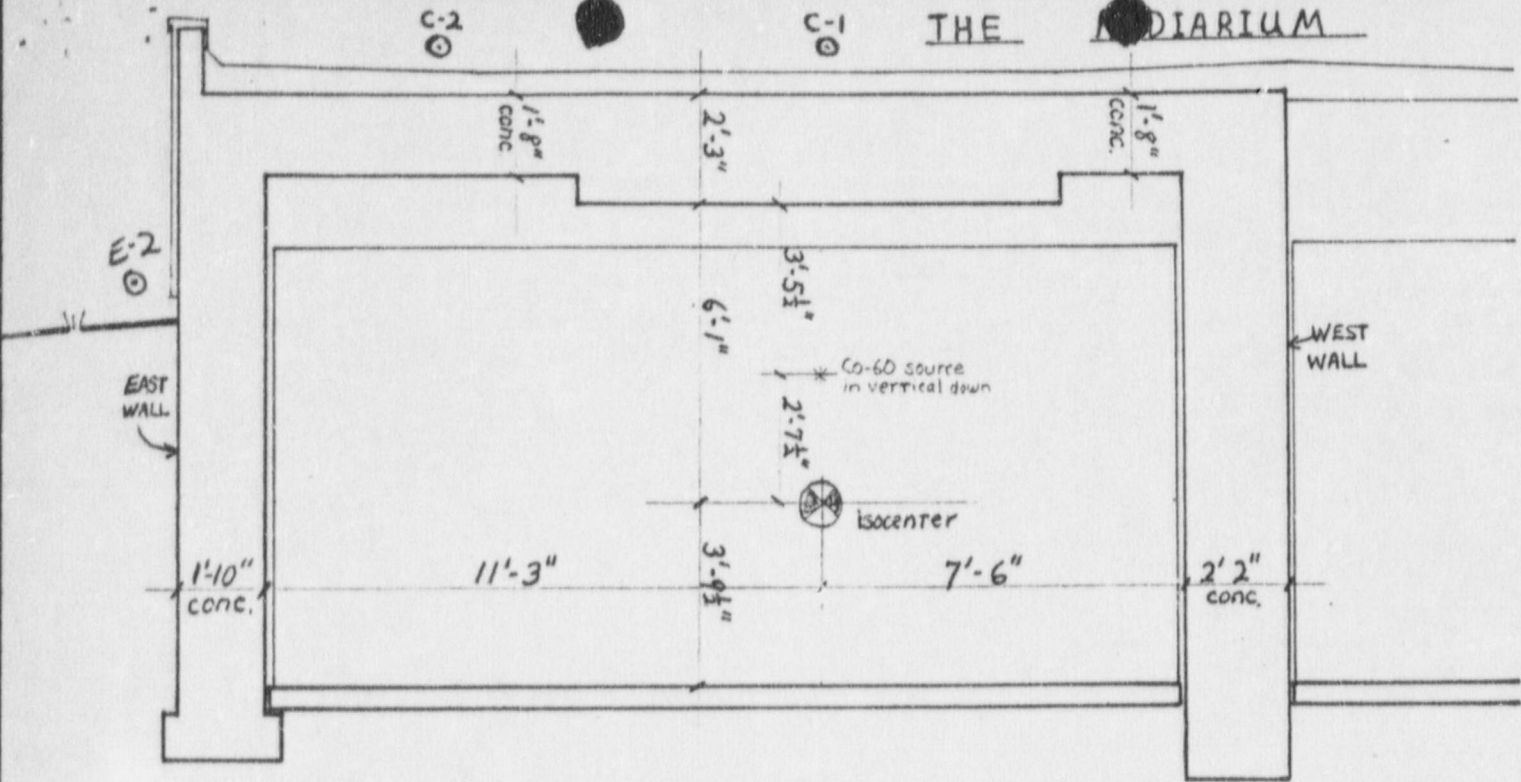 C-2
C-1
THE
DIARIUM
1'-8"
conc.
2'-3"
1'-8"
conc.
E-2
3'-5½"
6'-1"
WEST
WALL
Co-60 source
in vertical down
EAST
WALL
2'-7½"
isocenter
1'-10"
conc.
11'-3"
3'-9½"
7'-6"
2' 2"
conc.